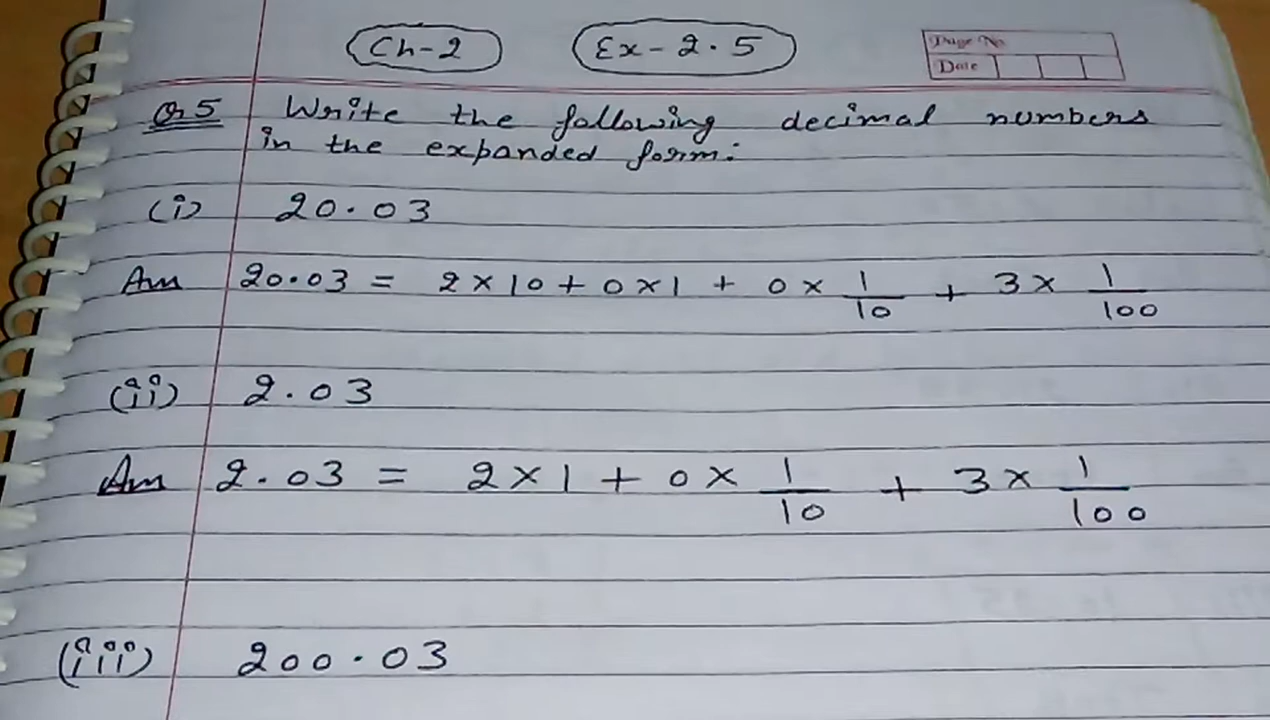 Ch-2 Ex-2.5 Page No.
Date
Q5 Write the following decimal numbers
in the expanded form:
(i) 20.03
Ans 20.03 = 2×10 + 0×1 + 0× 1/10 + 3× 1/100
(ii) 2.03
Ans 2.03 = 2×1 + 0× 1/10 + 3× 1/100
(iii) 200.03